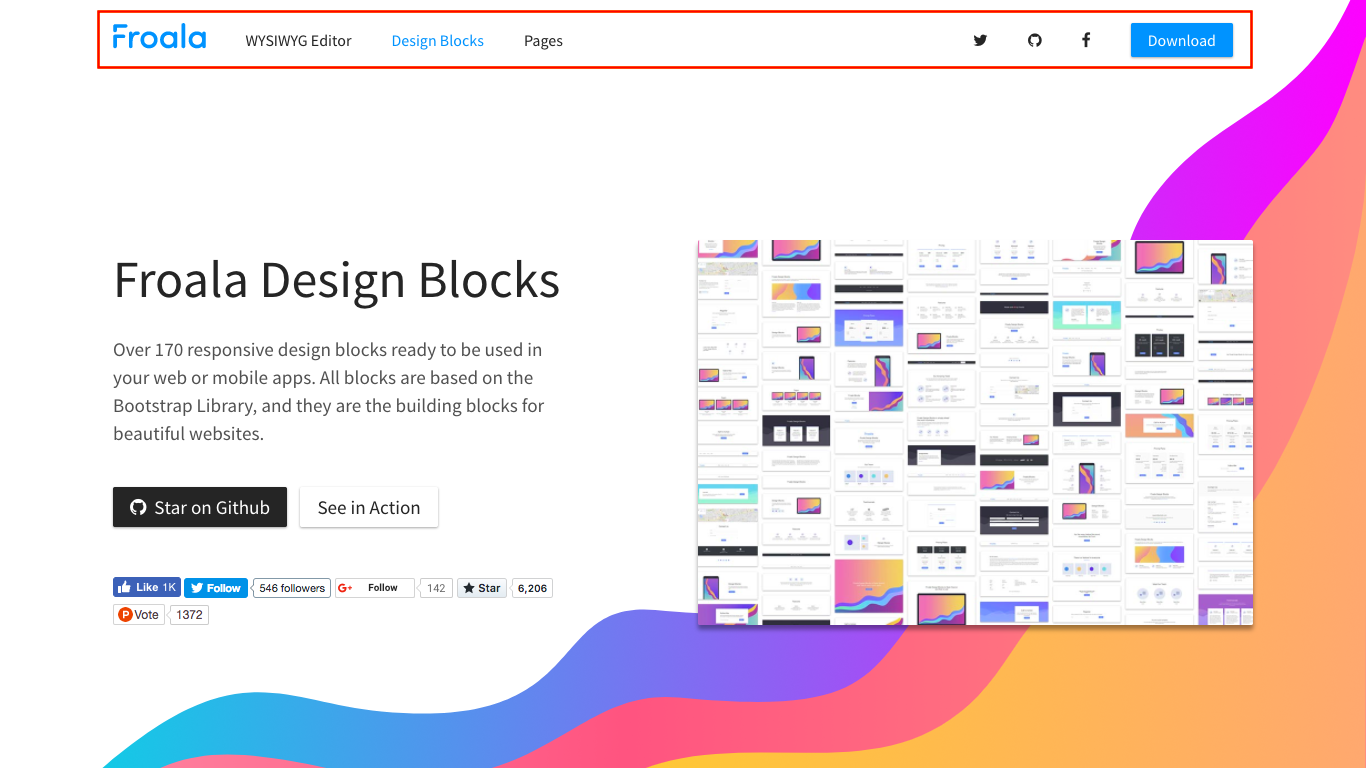 Froala WYSIWYG Editor Design Blocks Pages Download
Froala Design Blocks
Over 170 responsive design blocks ready to be used in
your web or mobile apps. All blocks are based on the
Bootstrap Library, and they are the building blocks for
beautiful websites.
Star on Github See in Action
Like 1K Follow 546 followers G+ Follow 142 Star 6,206
P Vote 1372